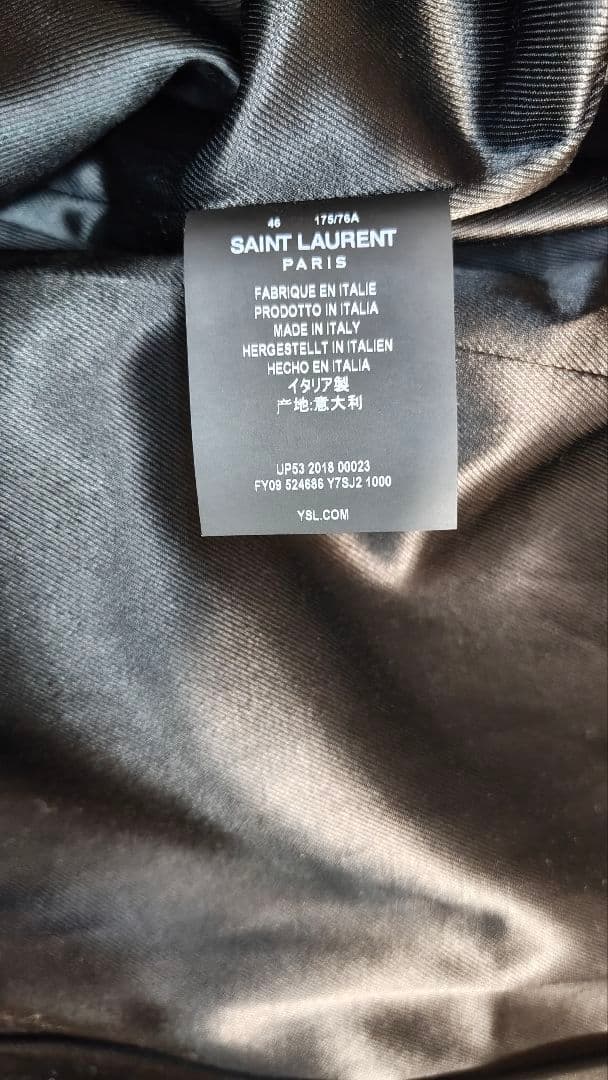 46 175/76A
SAINT LAURENT
PARIS
FABRIQUE EN ITALIE
PRODOTTO IN ITALIA
MADE IN ITALY
HERGESTELLT IN ITALIEN
HECHO EN ITALIA
イタリア製
产地:意大利
UP53 2018 00023
FY09 524686 Y7SJ2 1000
YSL.COM